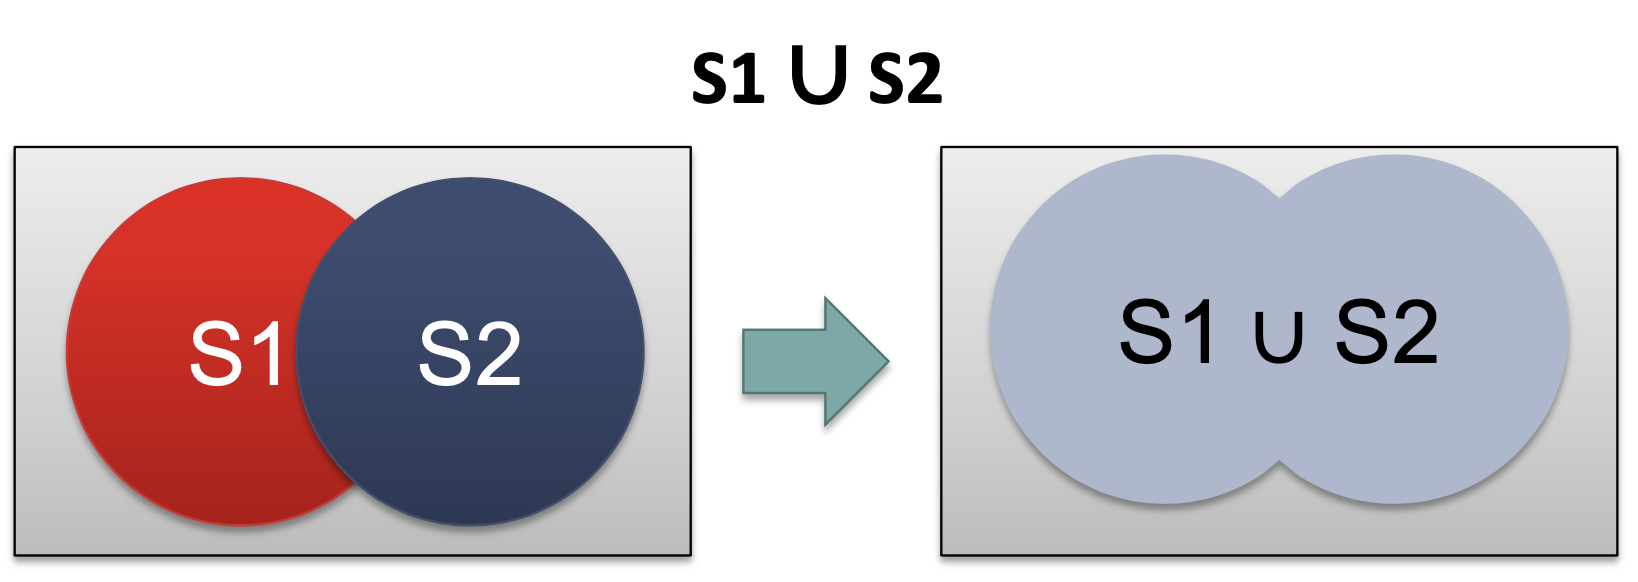 S1 ∪ S2
S1
S2
S1 ∪ S2